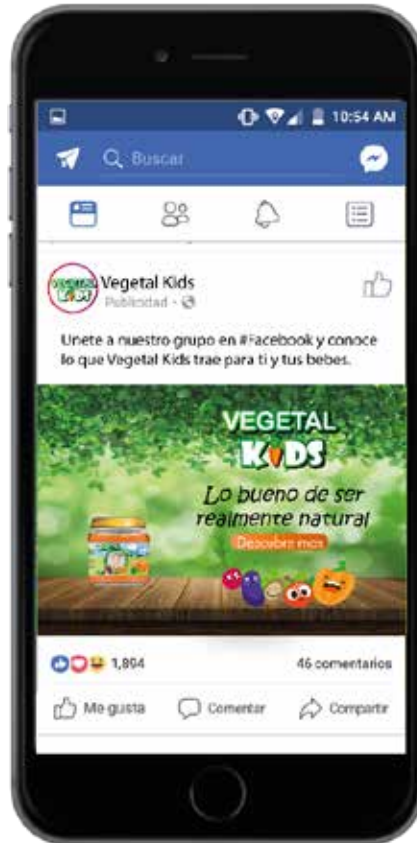 10:54 AM
Buscar
Vegetal Kids
Publicidad
Unete a nuestro grupo en #Facebook y conoce
lo que Vegetal Kids trae para ti y tus bebes.
VEGETAL
KIDS
Lo bueno de ser
realmente natural
Descubre mas
1,894
46 comentarios
Me gusta
Comentar
Compartir